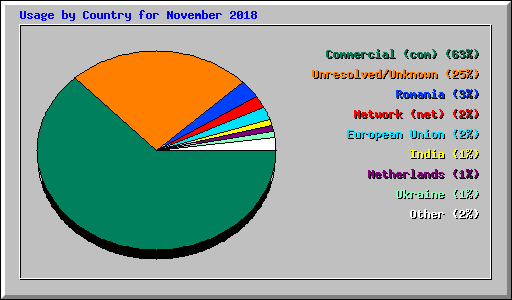 Usage by Country for November 2018
Commercial (com) (63%)
Unresolved/Unknown (25%)
Romania (3%)
Network (net) (2%)
European Union (2%)
India (1%)
Netherlands (1%)
Ukraine (1%)
Other (2%)